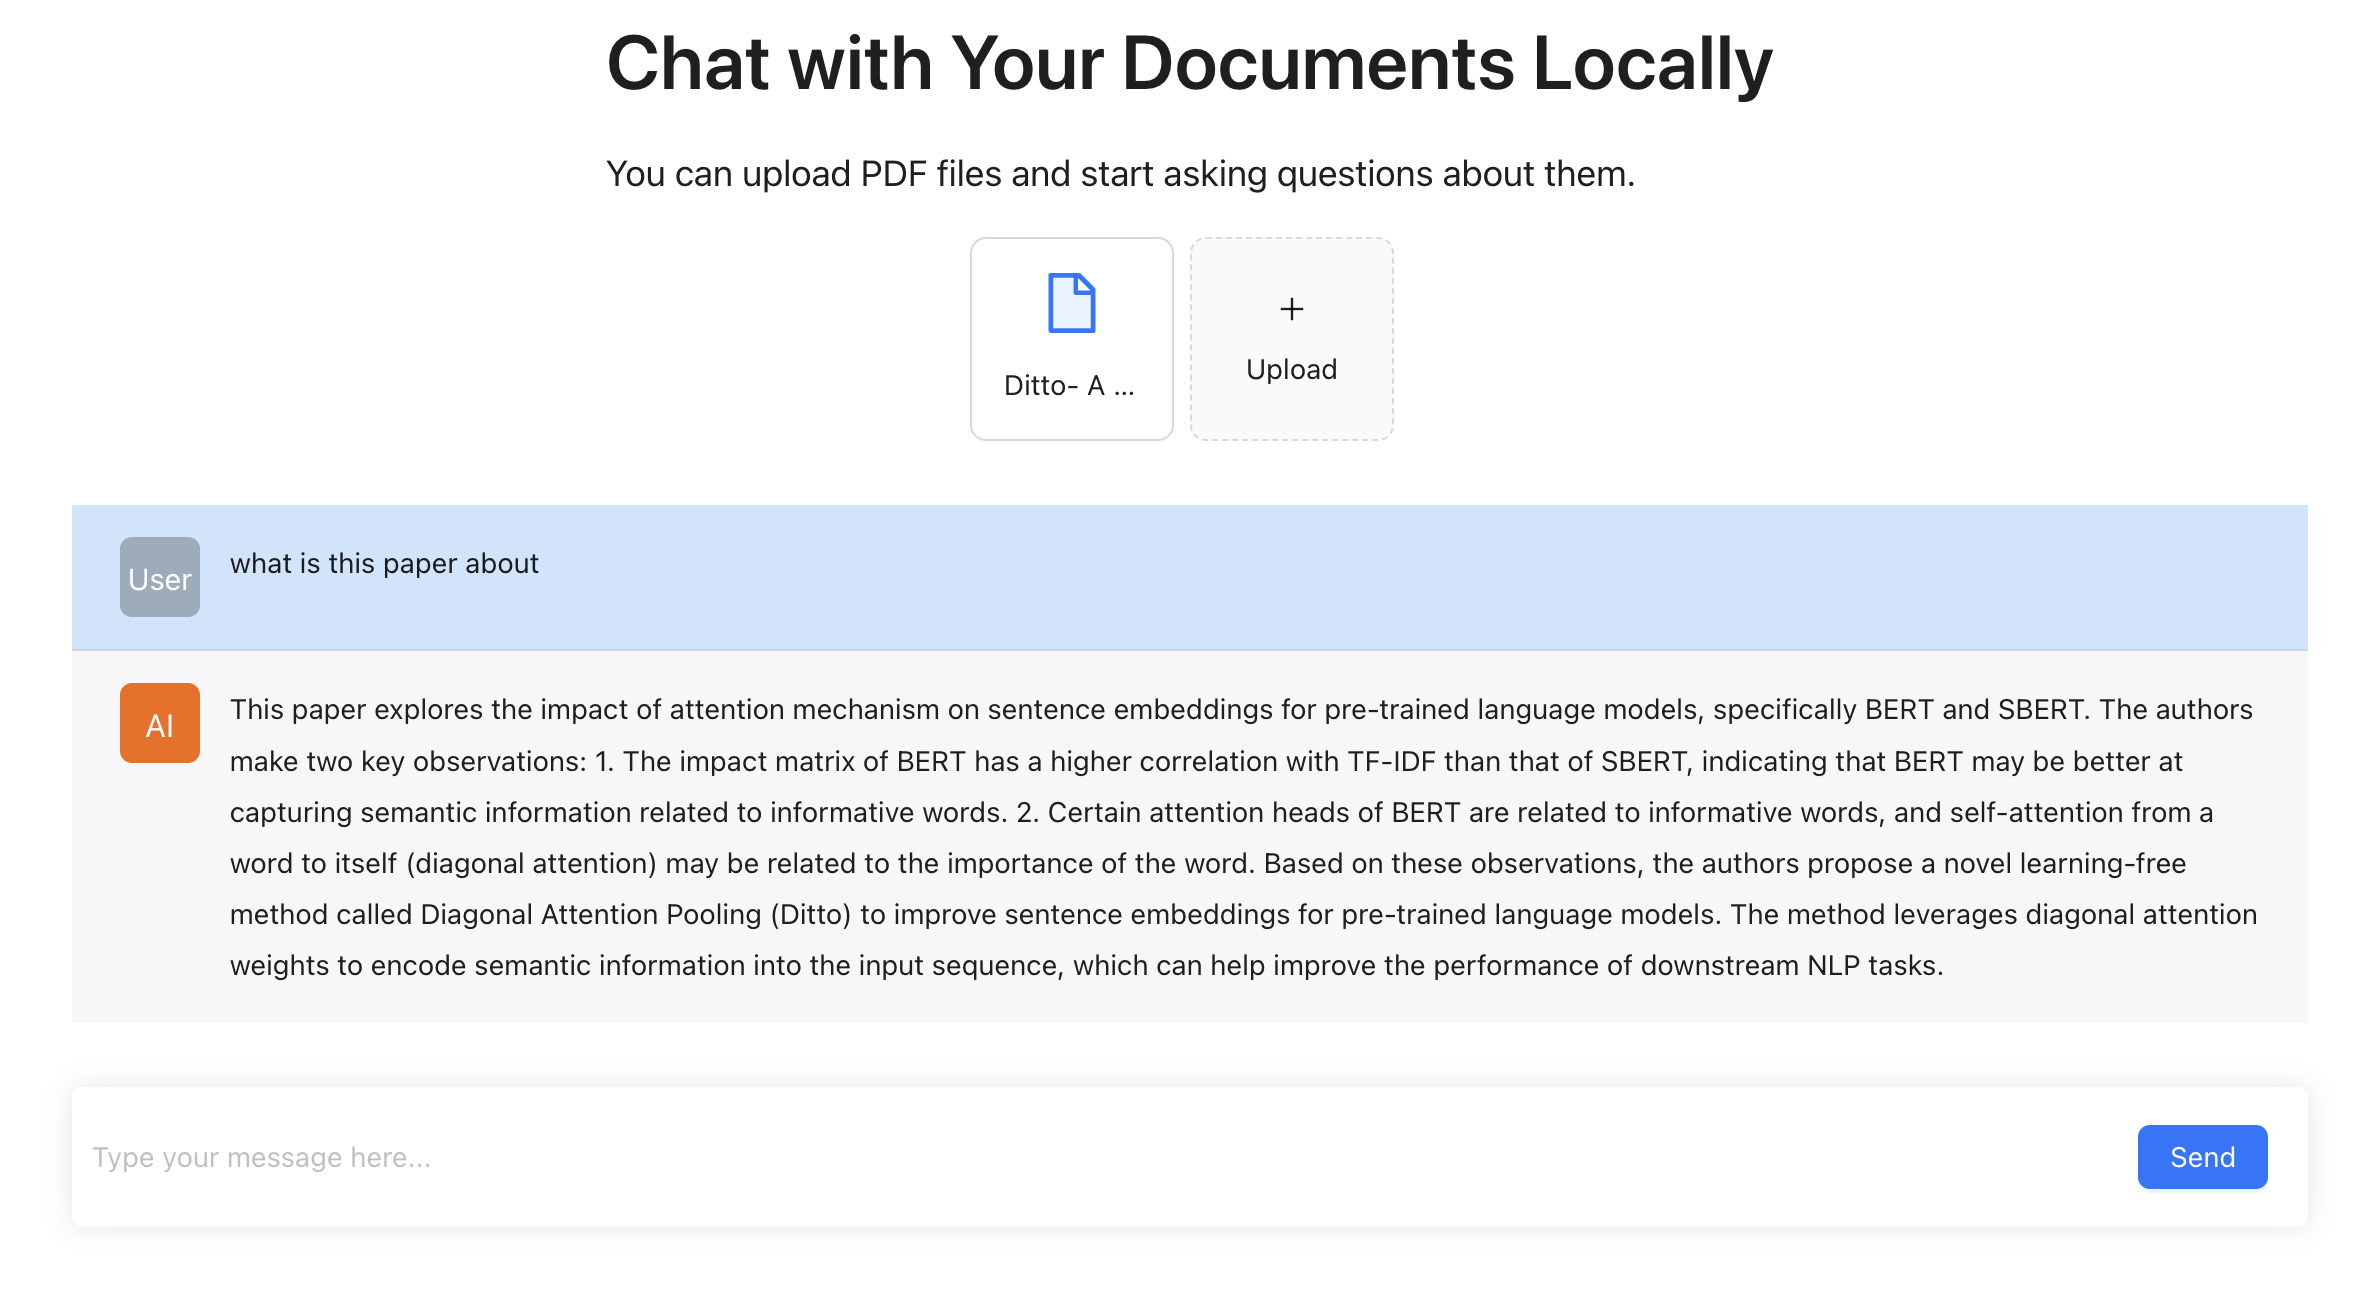 Chat with Your Documents Locally
You can upload PDF files and start asking questions about them.
Ditto- A ...
+
Upload
User
what is this paper about
AI
This paper explores the impact of attention mechanism on sentence embeddings for pre-trained language models, specifically BERT and SBERT. The authors
make two key observations: 1. The impact matrix of BERT has a higher correlation with TF-IDF than that of SBERT, indicating that BERT may be better at
capturing semantic information related to informative words. 2. Certain attention heads of BERT are related to informative words, and self-attention from a
word to itself (diagonal attention) may be related to the importance of the word. Based on these observations, the authors propose a novel learning-free
method called Diagonal Attention Pooling (Ditto) to improve sentence embeddings for pre-trained language models. The method leverages diagonal attention
weights to encode semantic information into the input sequence, which can help improve the performance of downstream NLP tasks.
Type your message here...
Send